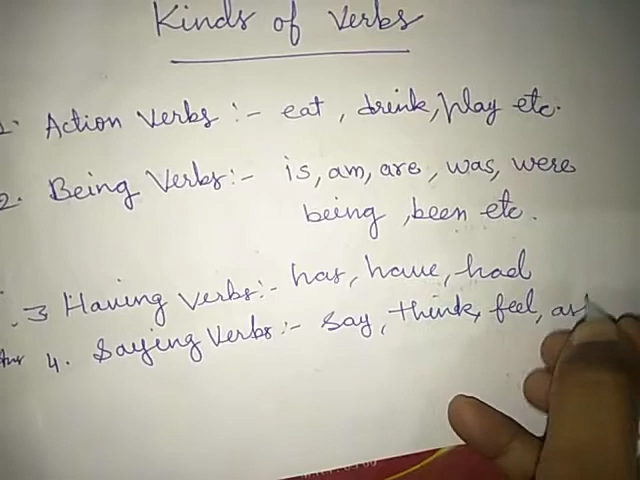 Kinds of Verbs
1. Action Verbs :- eat, drink, play etc.
2. Being Verbs :- is, am, are, was, were
being, been etc.
3 Having Verbs :- has, have, had
4. Saying Verbs :- Say, think, feel,